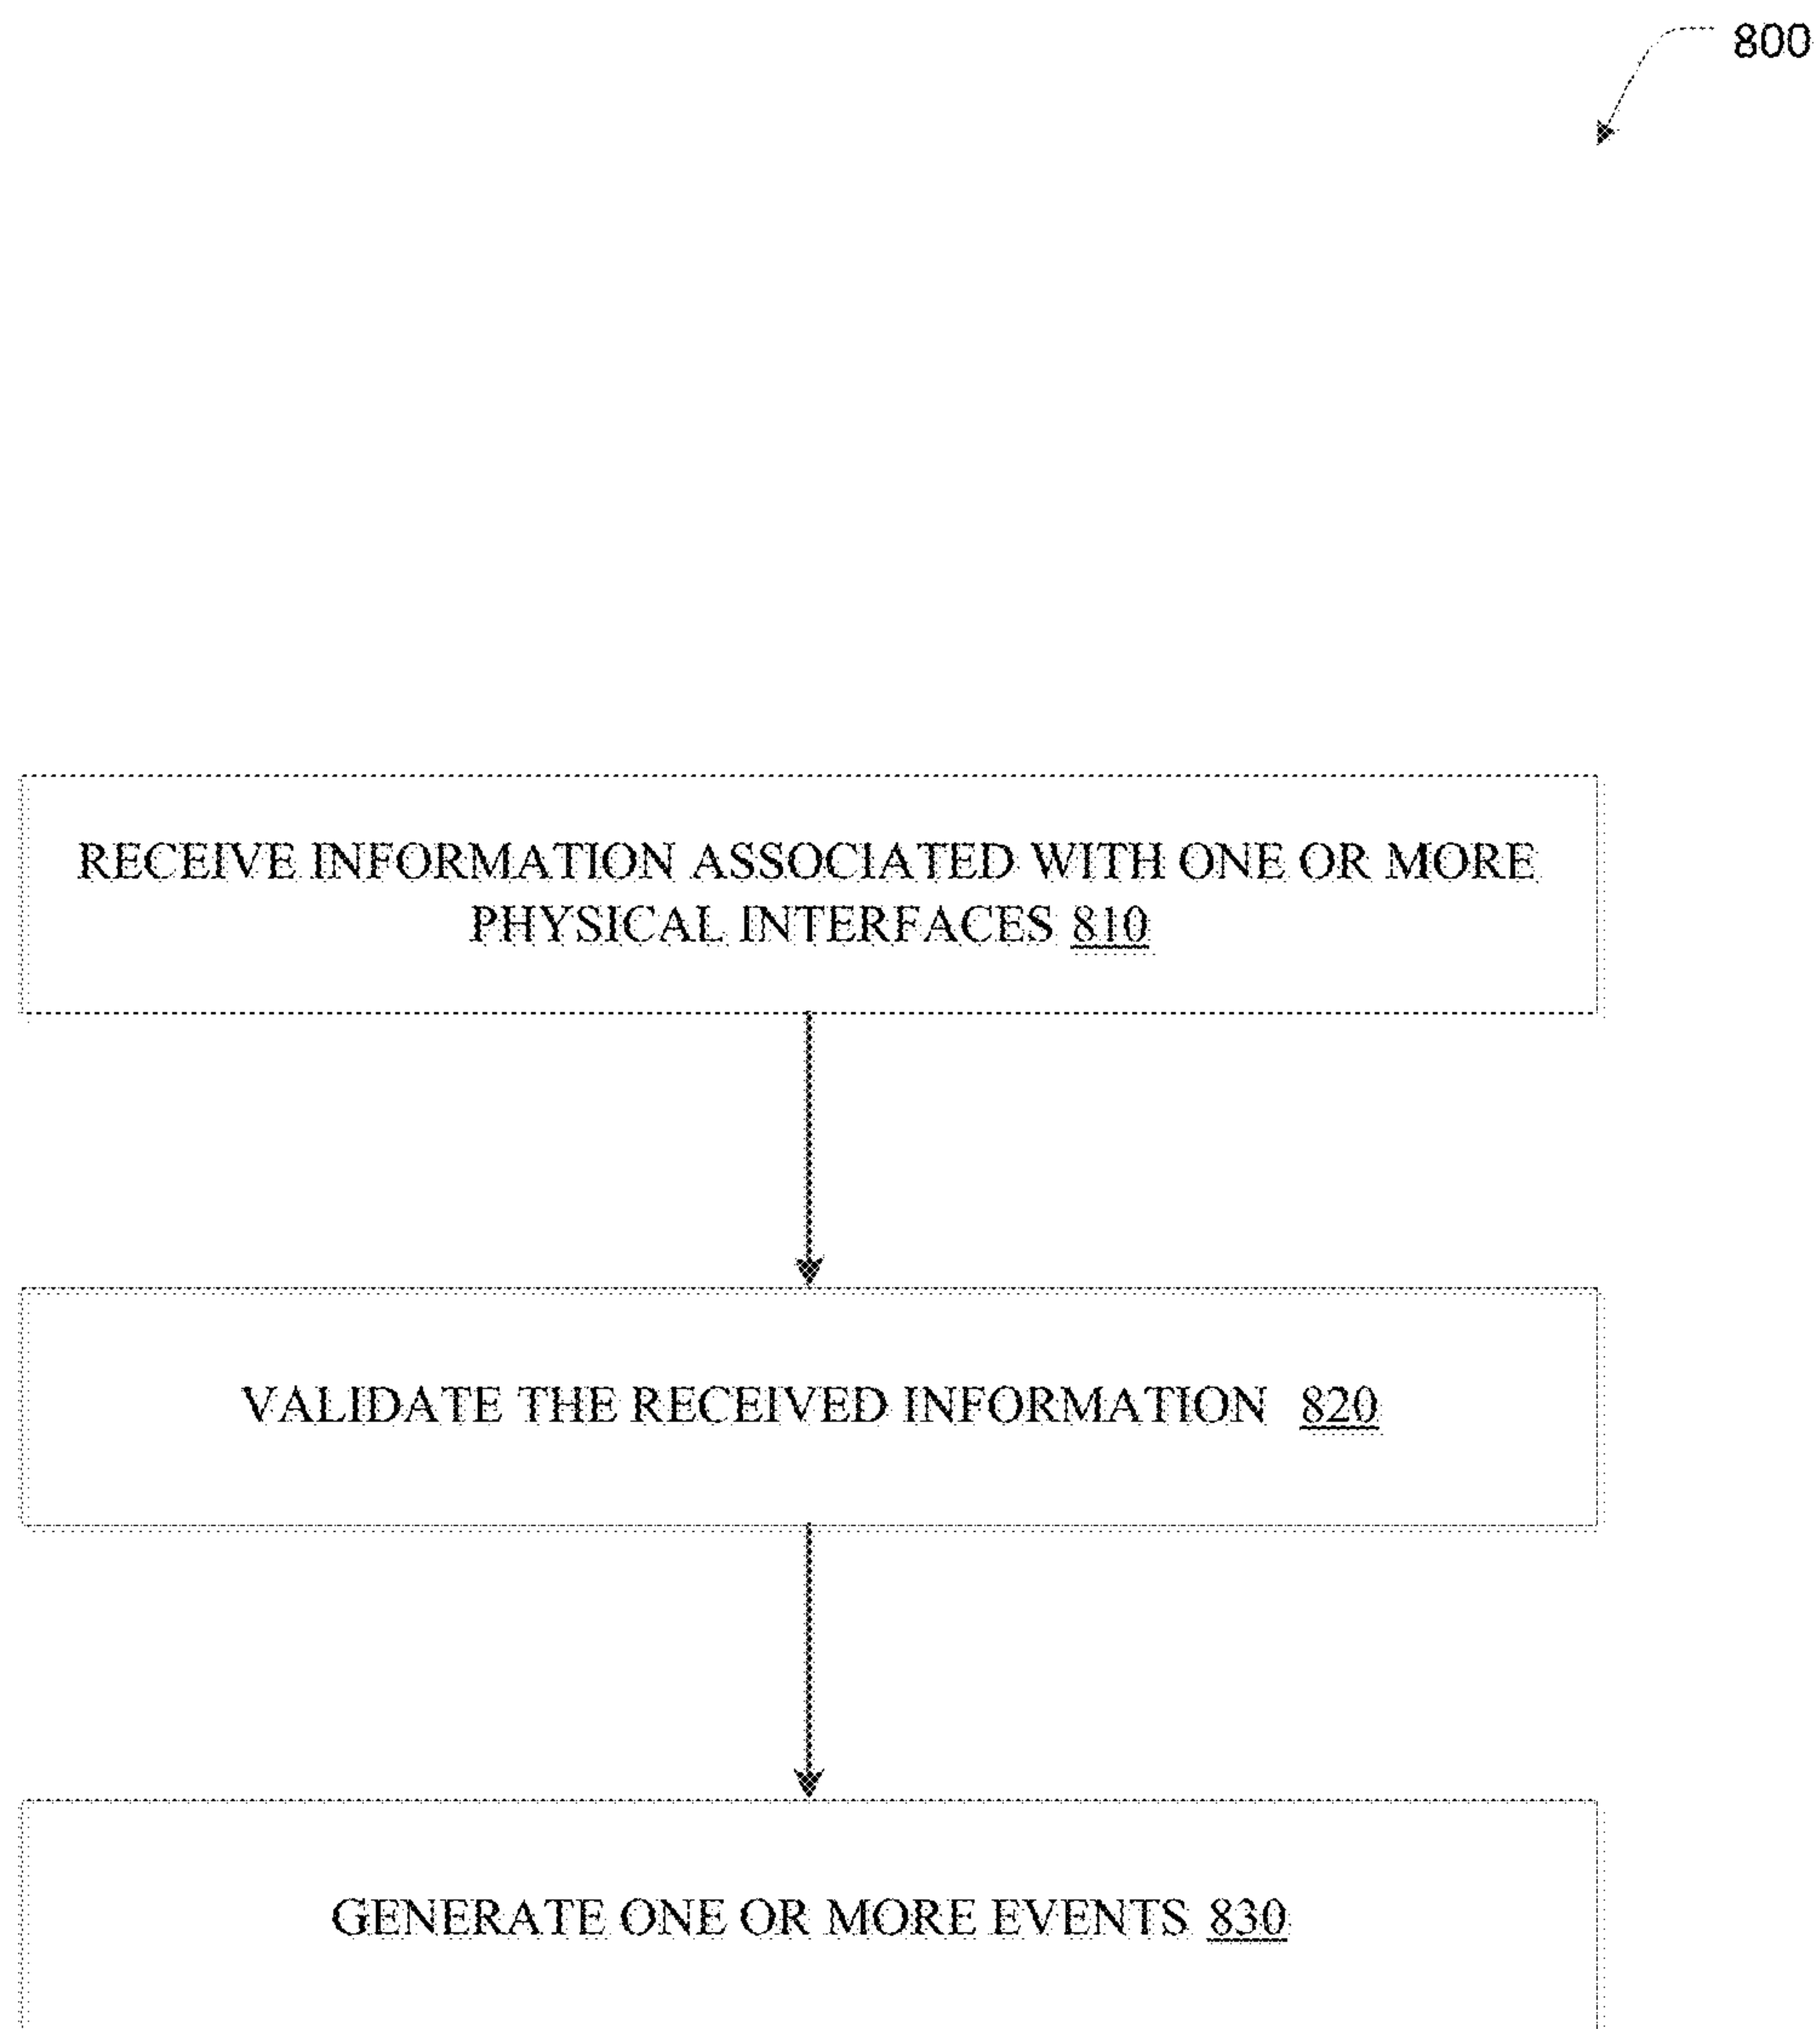 800
RECEIVE INFORMATION ASSOCIATED WITH ONE OR MORE
PHYSICAL INTERFACES 810
VALIDATE THE RECEIVED INFORMATION 820
GENERATE ONE OR MORE EVENTS 830